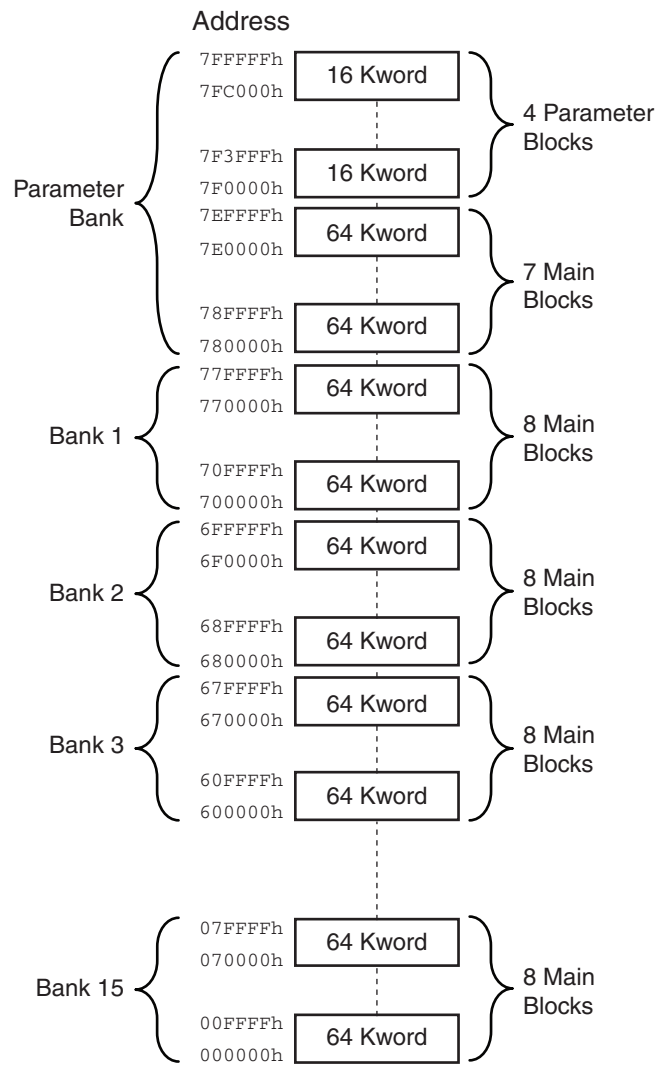 Address
7FFFFFh
16 Kword
7FC000h
4 Parameter
Blocks
7F3FFFh
16 Kword
7F0000h
Parameter
Bank
7EFFFFh
64 Kword
7E0000h
7 Main
Blocks
78FFFFh
64 Kword
780000h
77FFFFh
64 Kword
770000h
Bank 1
8 Main
Blocks
70FFFFh
64 Kword
700000h
6FFFFFh
64 Kword
6F0000h
Bank 2
8 Main
Blocks
68FFFFh
64 Kword
680000h
67FFFFh
64 Kword
670000h
Bank 3
8 Main
Blocks
60FFFFh
64 Kword
600000h
07FFFFh
64 Kword
070000h
Bank 15
8 Main
Blocks
00FFFFh
64 Kword
000000h